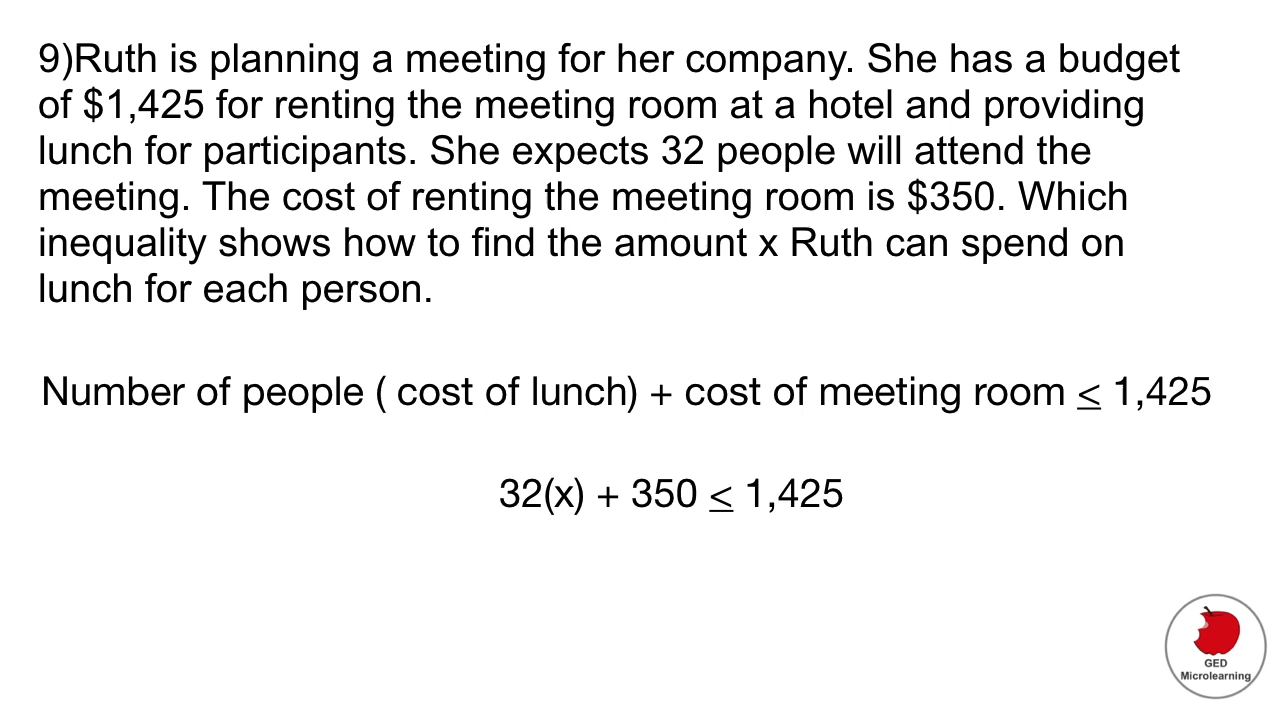 9)Ruth is planning a meeting for her company. She has a budget
of $1,425 for renting the meeting room at a hotel and providing
lunch for participants. She expects 32 people will attend the
meeting. The cost of renting the meeting room is $350. Which
inequality shows how to find the amount x Ruth can spend on
lunch for each person.
Number of people ( cost of lunch) + cost of meeting room ≤ 1,425
32(x) + 350 ≤ 1,425
GED
Microlearning